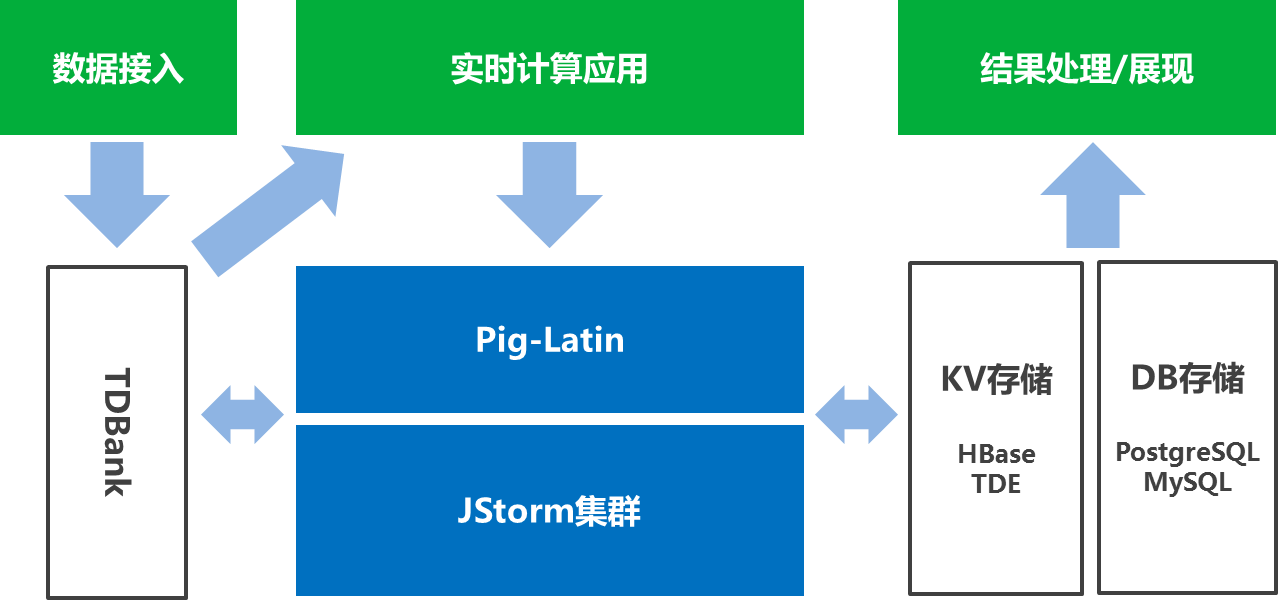 数据接入
实时计算应用
结果处理/展现
TDBank
Pig-Latin
JStorm集群
KV存储
HBase
TDE
DB存储
PostgreSQL
MySQL